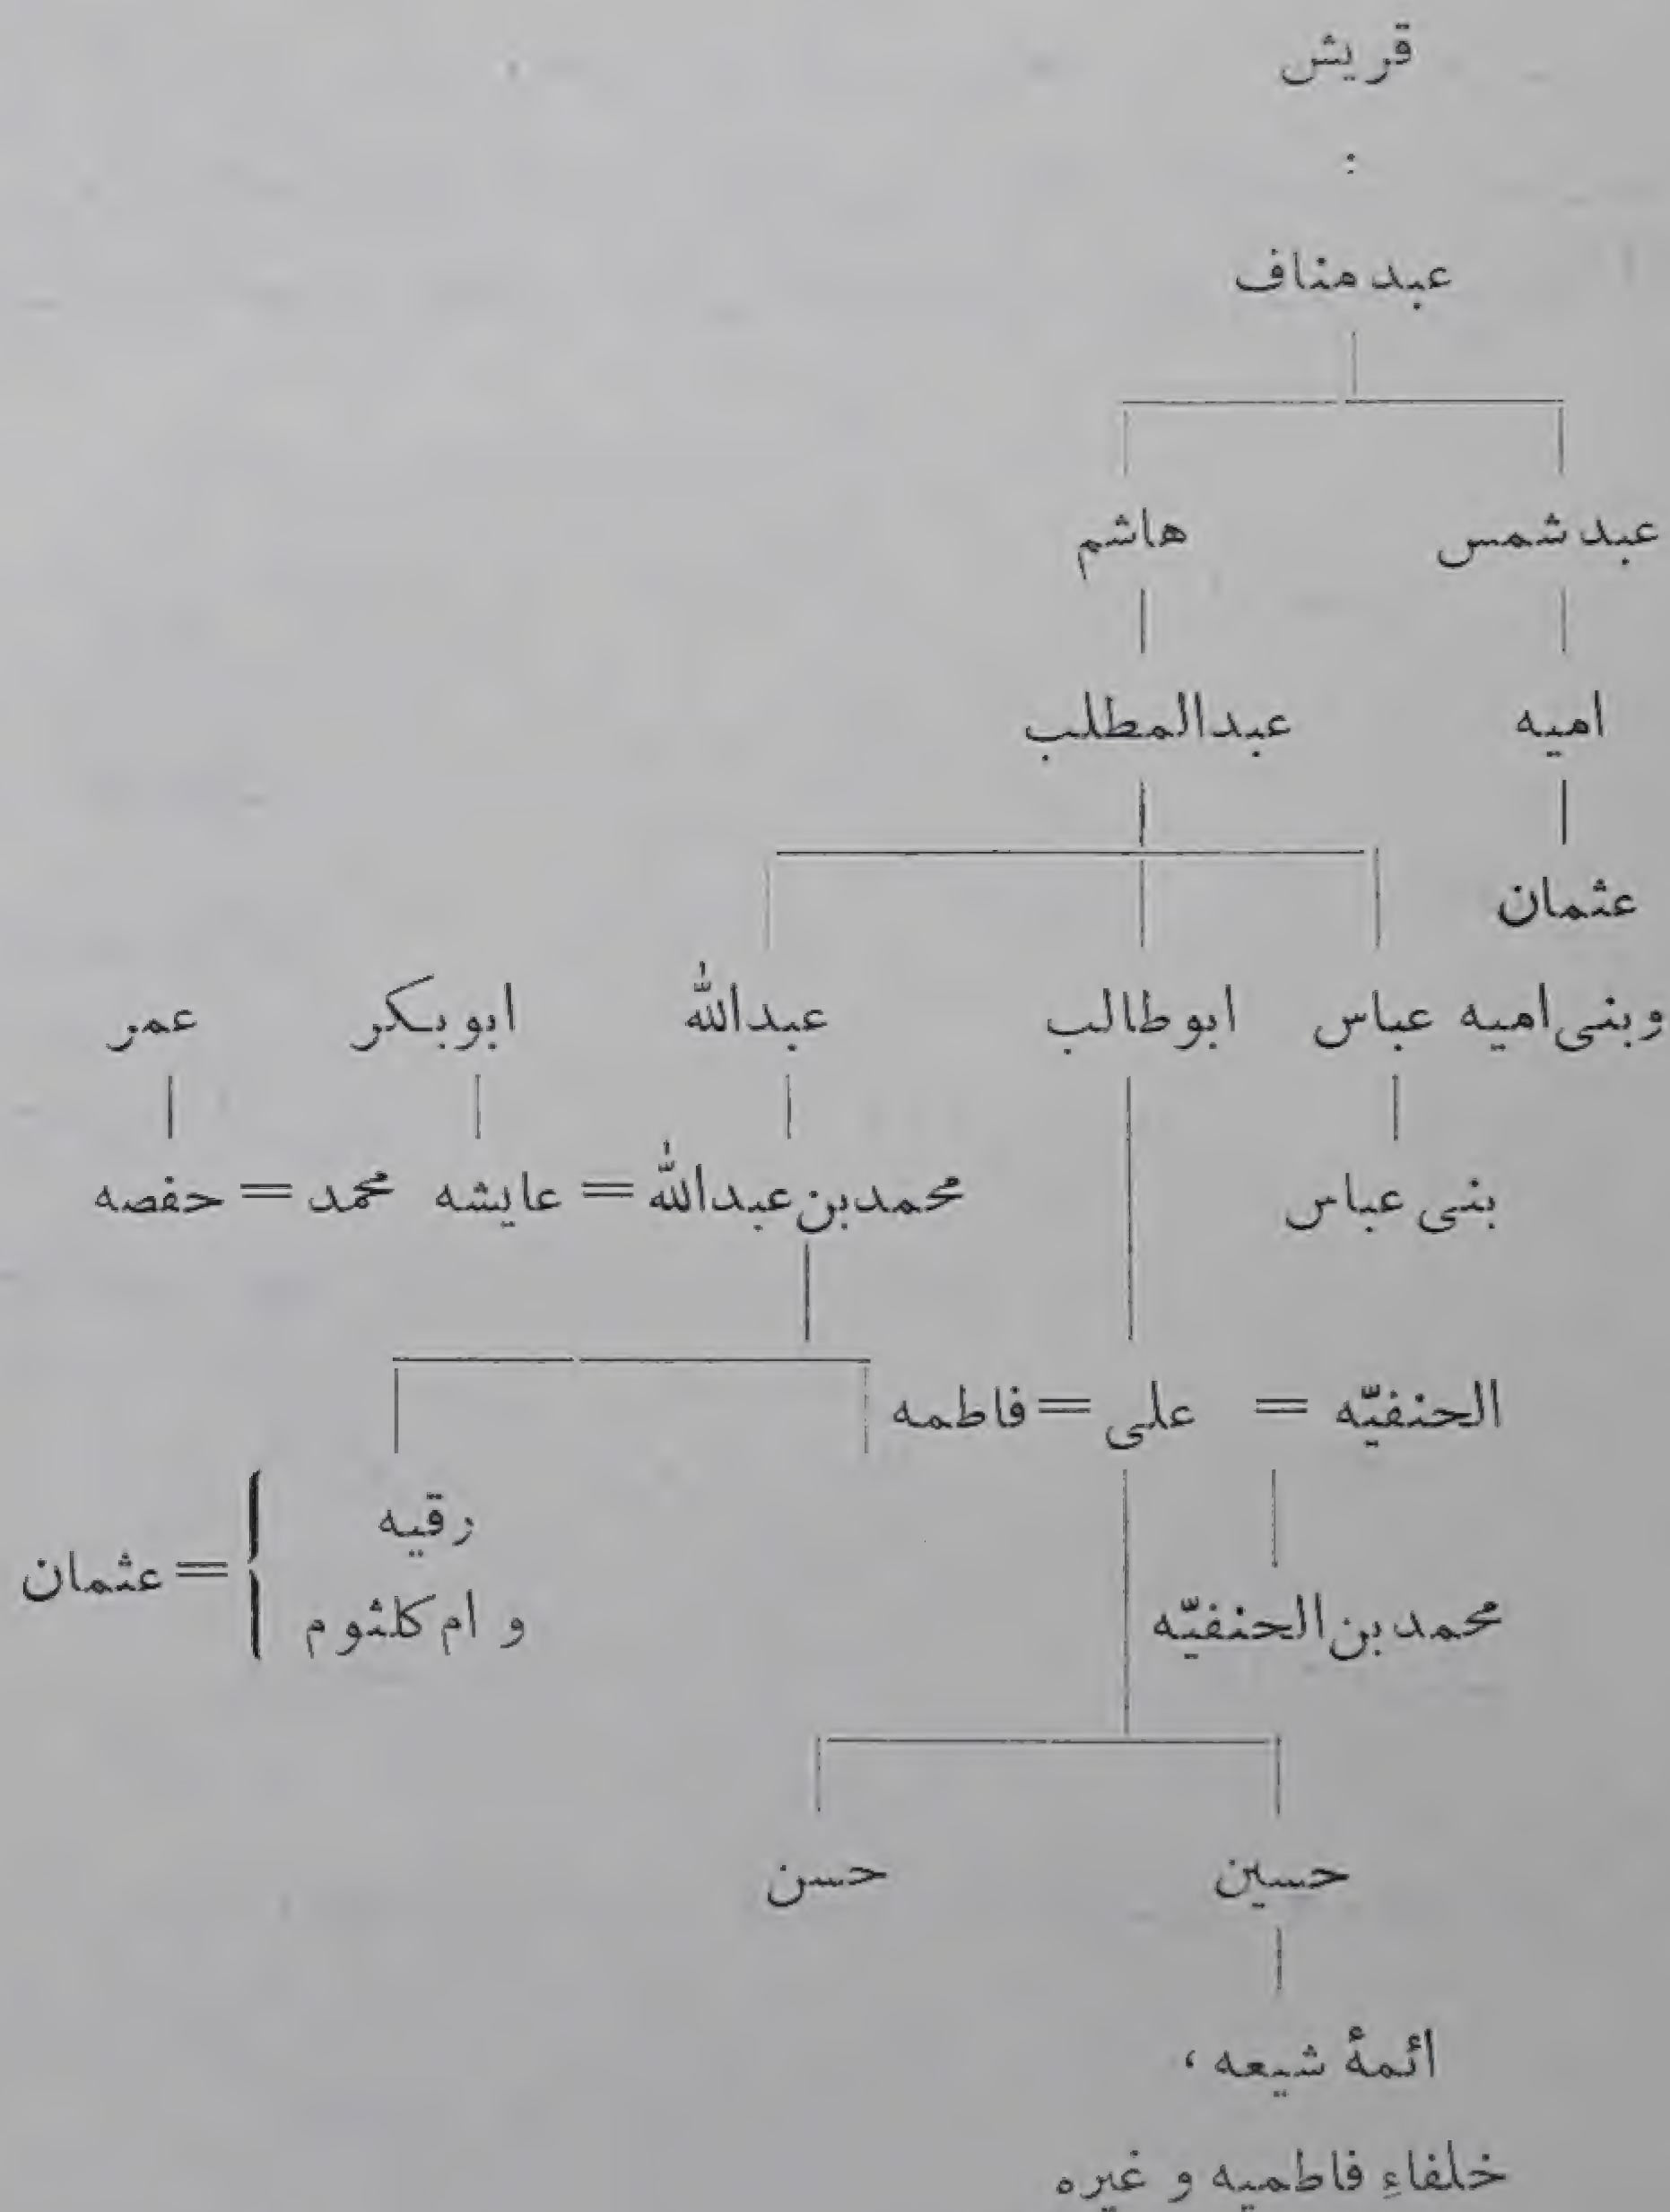 قریش
:
عبد مناف
عبد شمس هاشم
امیه عبدالمطلب
عثمان
وبنی امیه عباس ابوطالب عبدالله ابوبکر عمر
بنی عباس محمدبن عبدالله = عایشه محمد = حفصه
الحنفیّه = علی = فاطمه
رقیه
= عثمان
و ام کلثوم
محمد بن الحنفیّه
حسین حسن
ائمهٔ شیعه ،
خلفاءِ فاطمیه و غیره